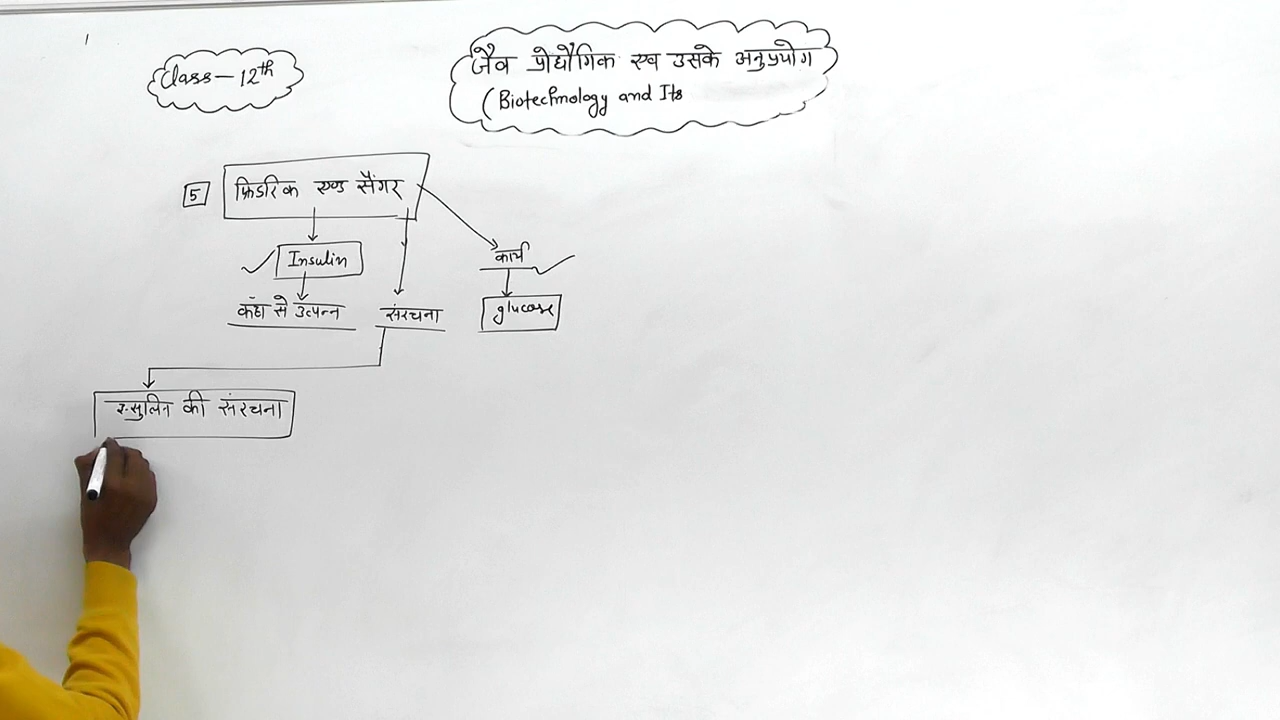 Class - 12th
जैव प्रोद्यौगिक एव उसके अनुप्रयोग
(Biotechnology and Its
5 फ्रिडरिक एण्ड सैंगर
Insulin
कार्य
कँहा से उत्पन्न
संरचना
glucose
इन्सुलिन की संरचना